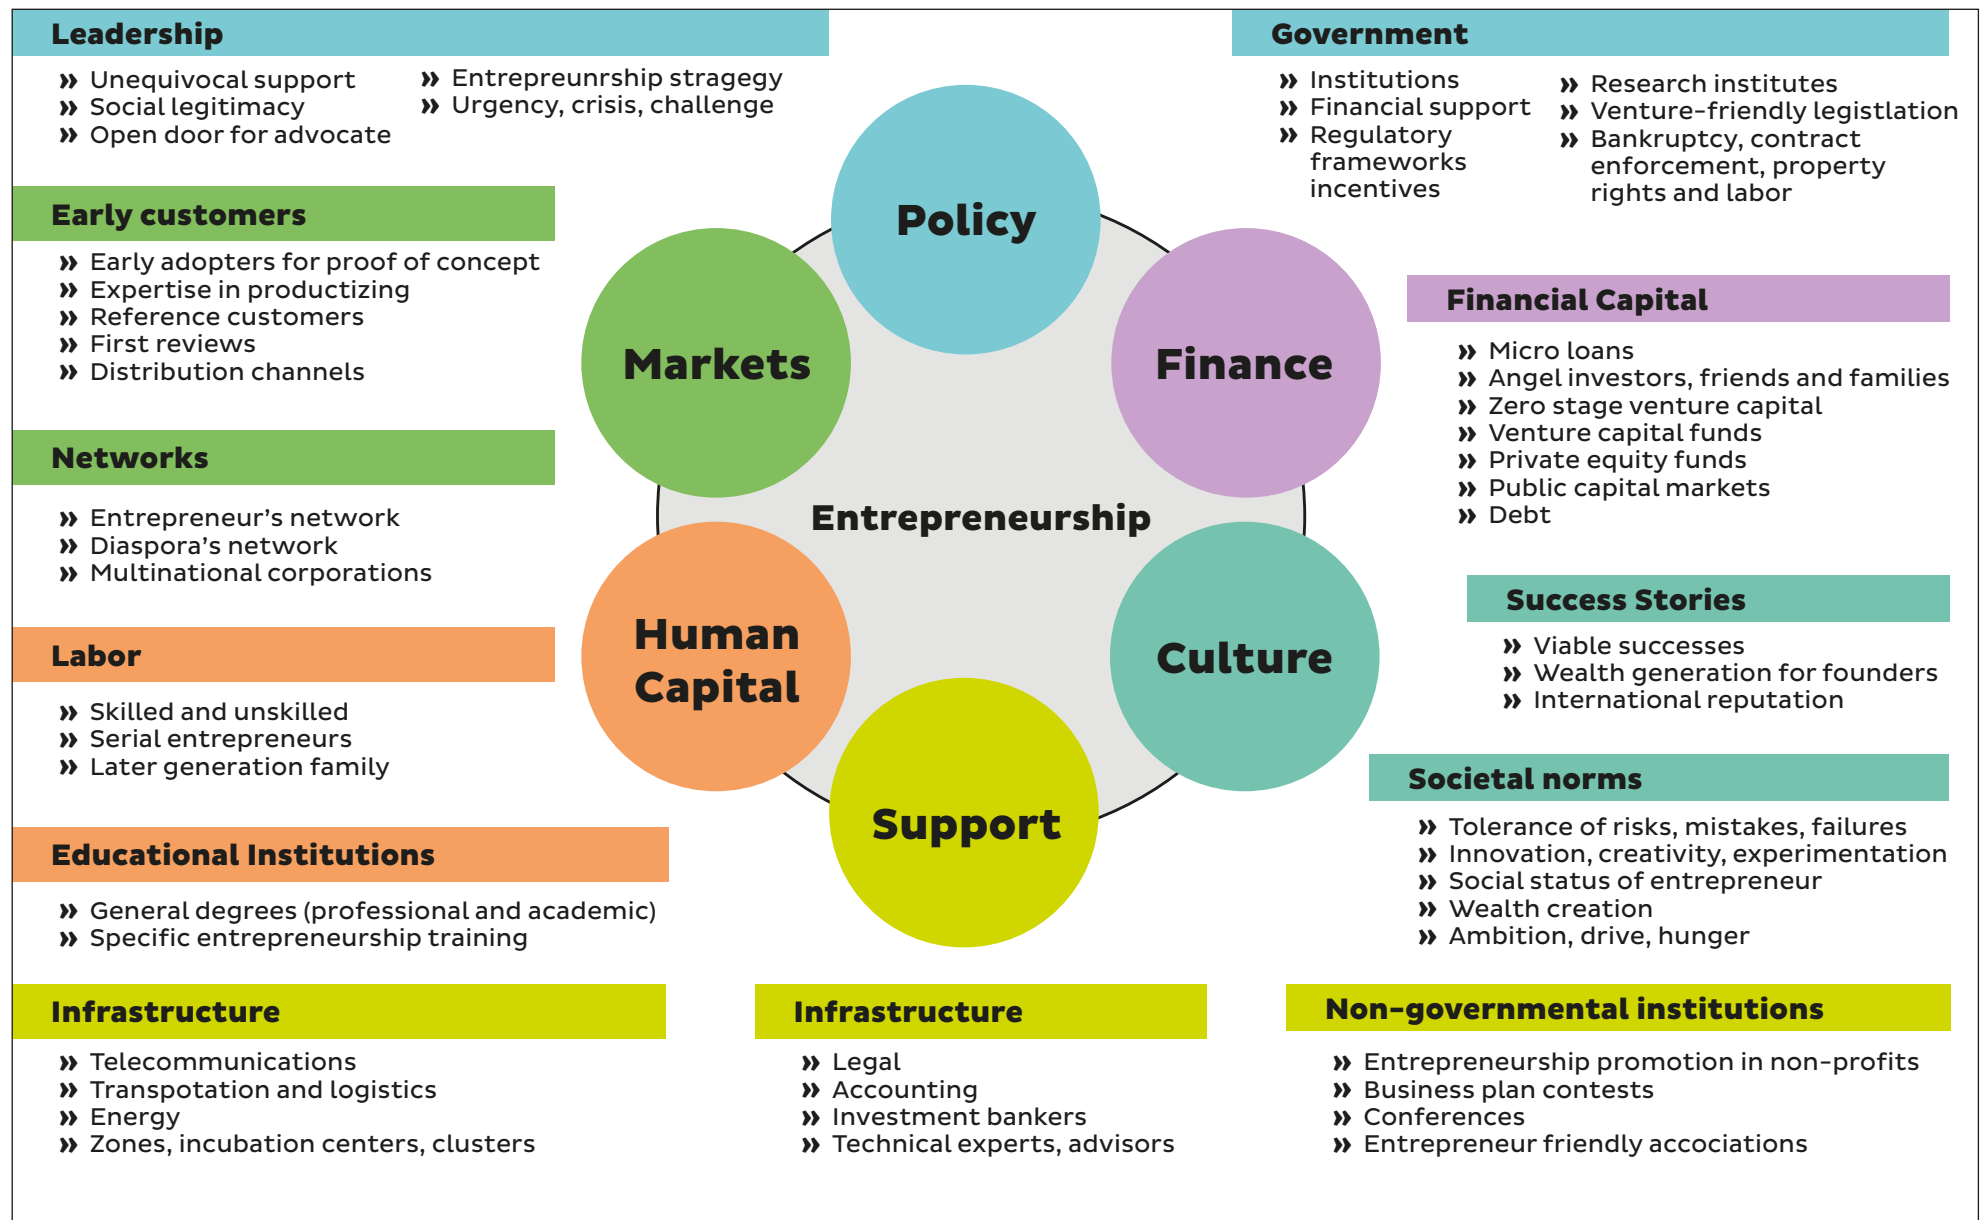 Leadership
» Unequivocal support
» Social legitimacy
» Open door for advocate
» Entrepreunrship stragegy
» Urgency, crisis, challenge
Government
» Institutions
» Financial support
» Regulatory
frameworks
incentives
» Research institutes
» Venture-friendly legistlation
» Bankruptcy, contract
enforcement, property
rights and labor
Early customers
» Early adopters for proof of concept
» Expertise in productizing
» Reference customers
» First reviews
» Distribution channels
Networks
» Entrepreneur’s network
» Diaspora’s network
» Multinational corporations
Labor
» Skilled and unskilled
» Serial entrepreneurs
» Later generation family
Educational Institutions
» General degrees (professional and academic)
» Specific entrepreneurship training
Policy
Markets
Finance
Entrepreneurship
Human
Capital
Culture
Support
Financial Capital
» Micro loans
» Angel investors, friends and families
» Zero stage venture capital
» Venture capital funds
» Private equity funds
» Public capital markets
» Debt
Success Stories
» Viable successes
» Wealth generation for founders
» International reputation
Societal norms
» Tolerance of risks, mistakes, failures
» Innovation, creativity, experimentation
» Social status of entrepreneur
» Wealth creation
» Ambition, drive, hunger
Infrastructure
» Telecommunications
» Transpotation and logistics
» Energy
» Zones, incubation centers, clusters
Infrastructure
» Legal
» Accounting
» Investment bankers
» Technical experts, advisors
Non-governmental institutions
» Entrepreneurship promotion in non-profits
» Business plan contests
» Conferences
» Entrepreneur friendly accociations